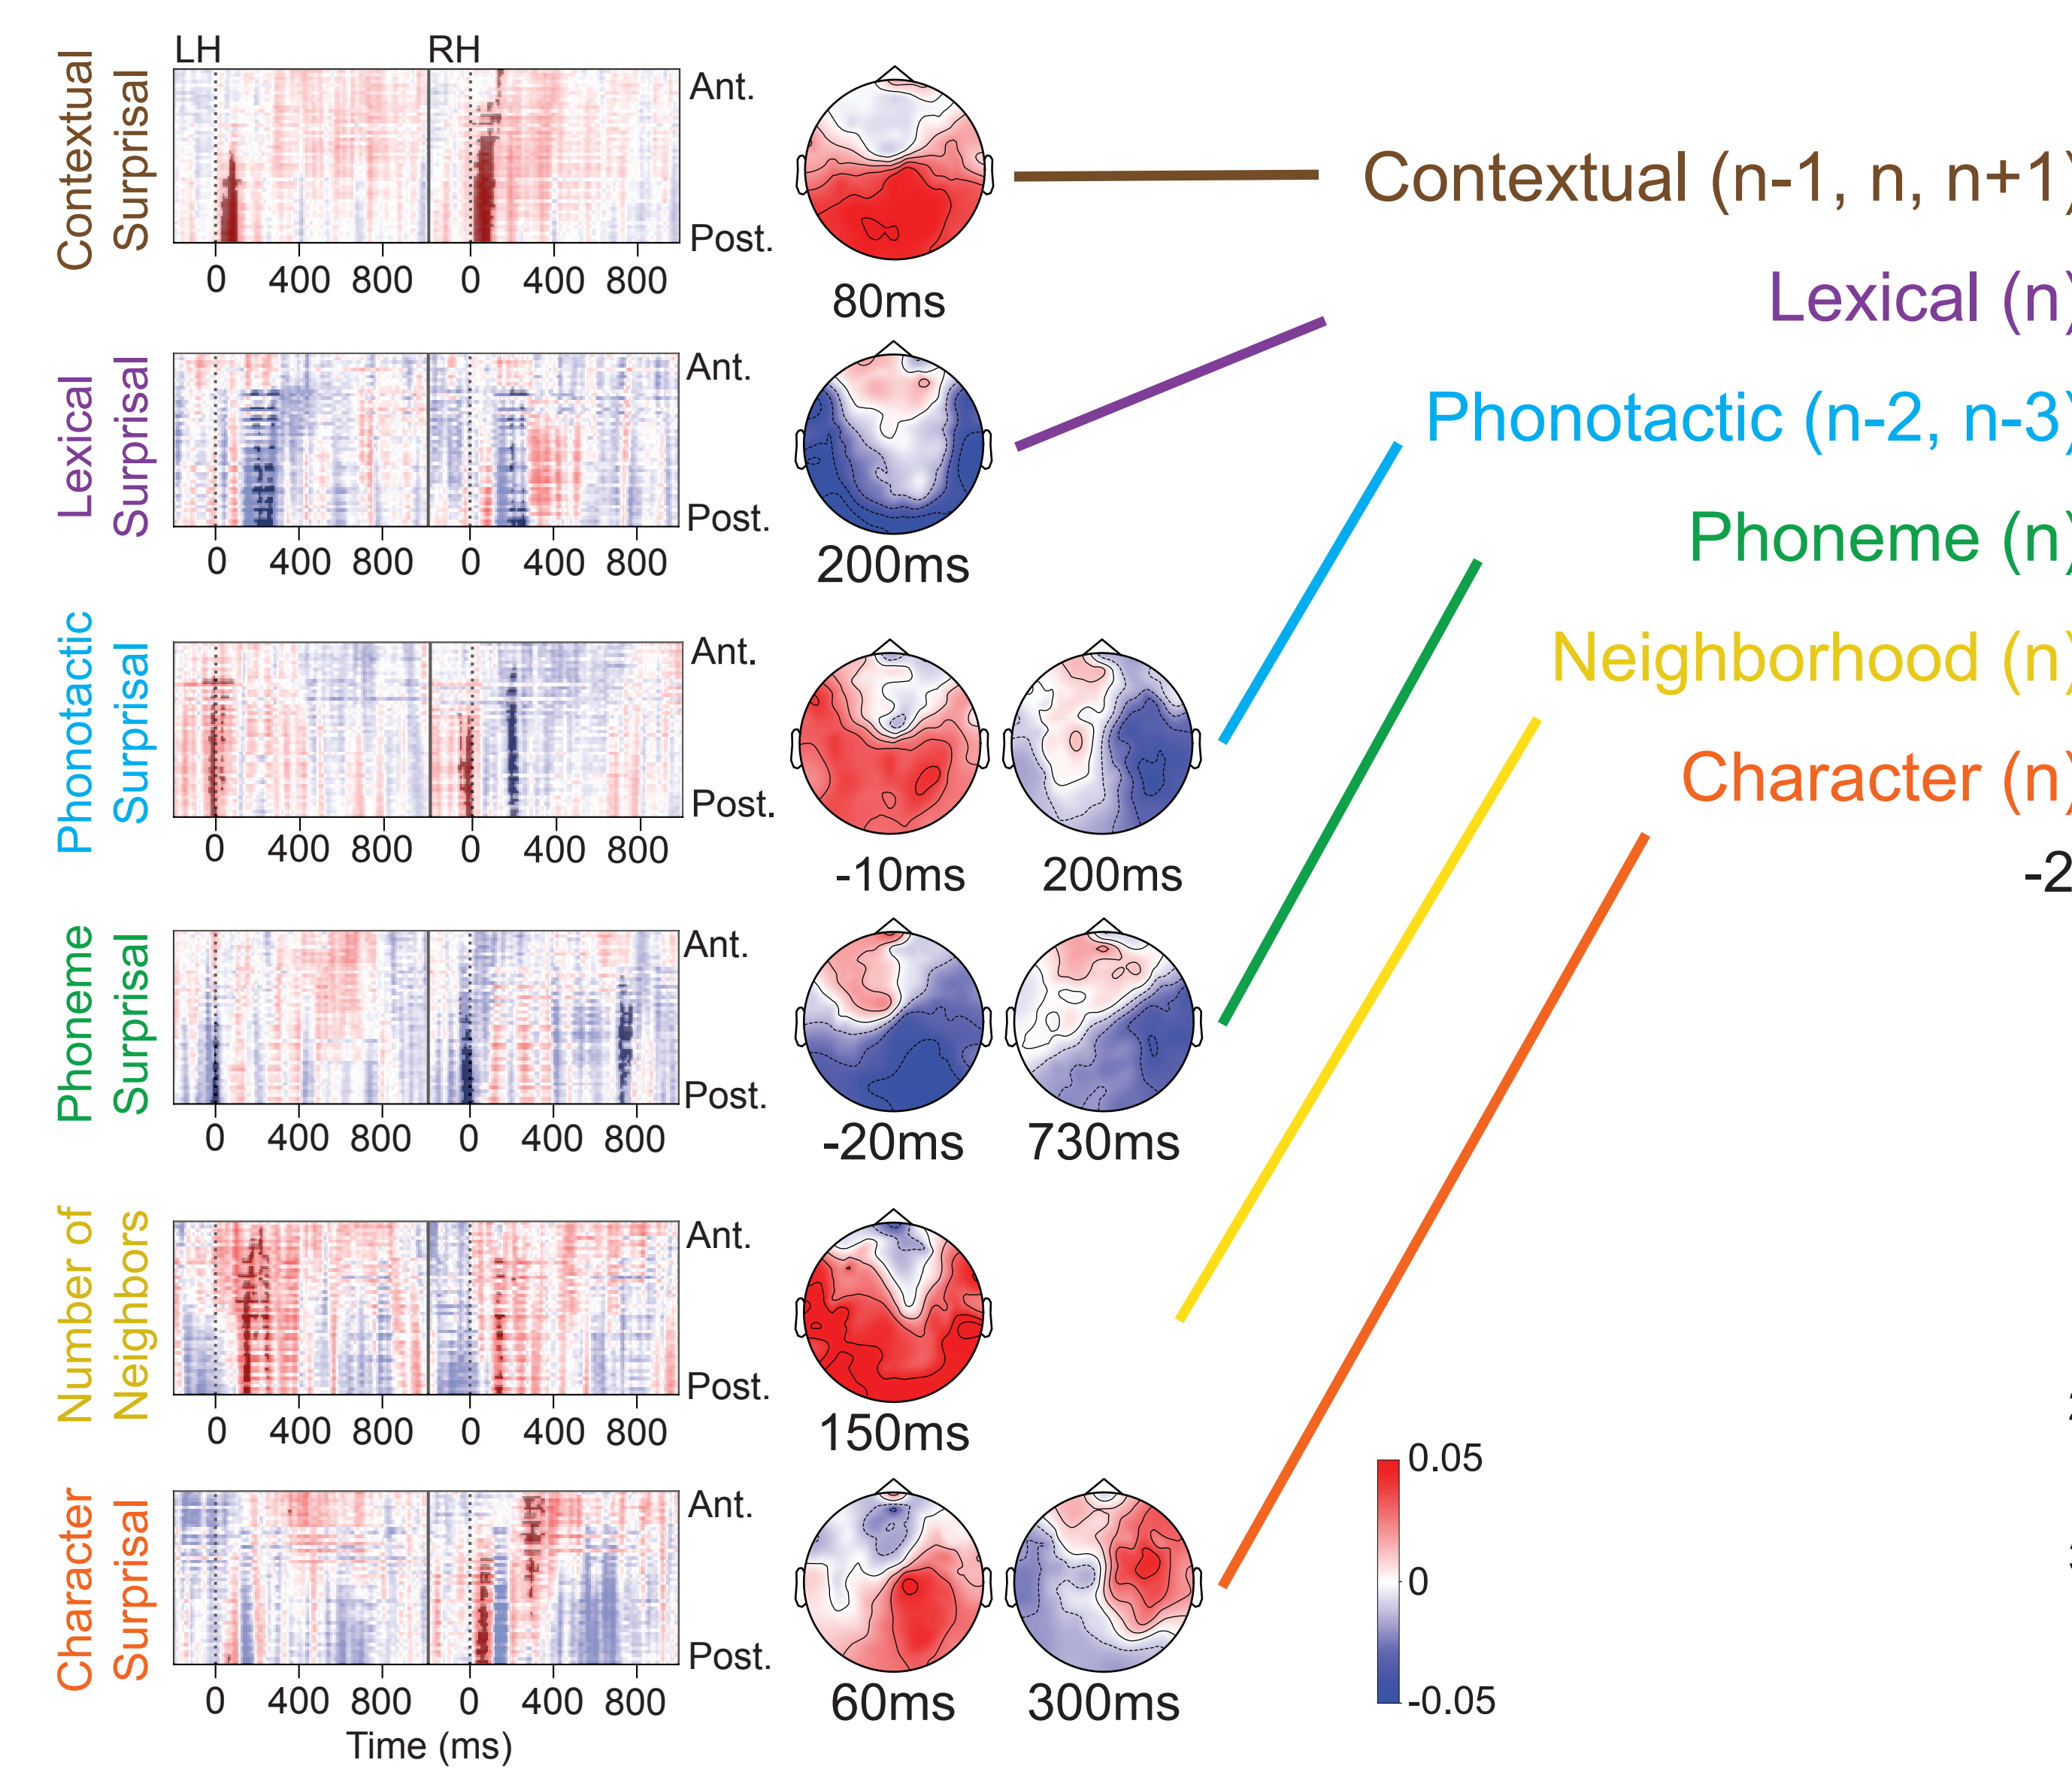 LH RH
Contextual
Surprisal
Ant.
Post.
0 400 800 0 400 800
80ms
Contextual (n-1, n, n+1)
Lexical
Surprisal
Ant.
Post.
0 400 800 0 400 800
200ms
Lexical (n)
Phonotactic
Surprisal
Ant.
Post.
0 400 800 0 400 800
-10ms 200ms
Phonotactic (n-2, n-3)
Phoneme
Surprisal
Ant.
Post.
0 400 800 0 400 800
-20ms 730ms
Phoneme (n)
Number of
Neighbors
Ant.
Post.
0 400 800 0 400 800
150ms
Neighborhood (n)
Character
Surprisal
Ant.
Post.
0 400 800 0 400 800
Time (ms)
60ms 300ms
Character (n)
-2
0.05
0
-0.05